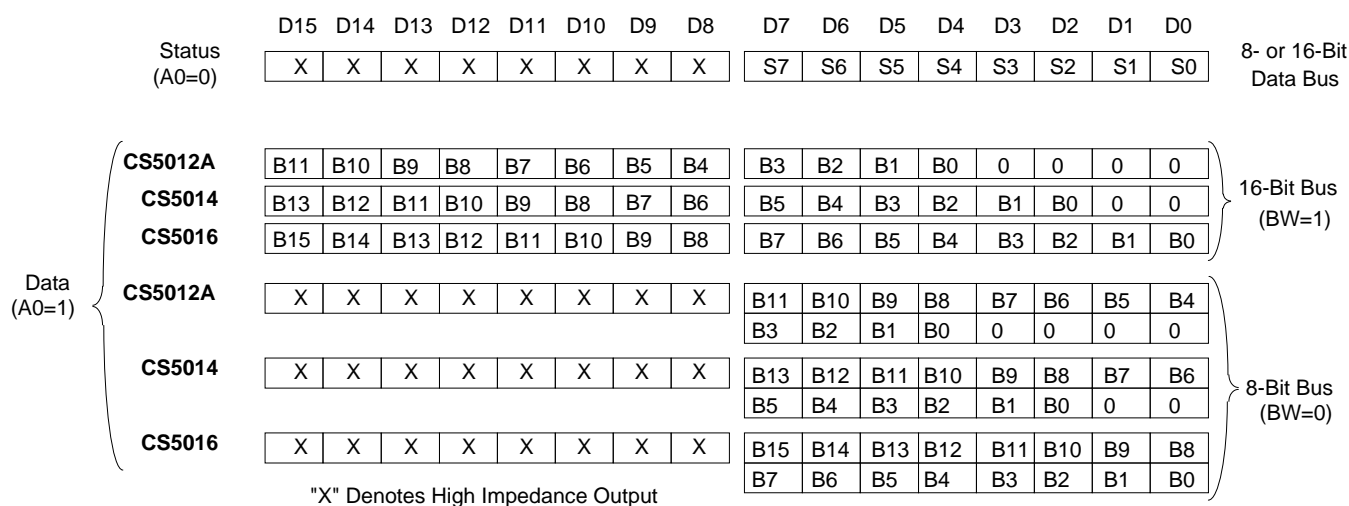 D15 D14 D13 D12 D11 D10 D9 D8 D7 D6 D5 D4 D3 D2 D1 D0
Status
(A0=0)
X X X X X X X X S7 S6 S5 S4 S3 S2 S1 S0
8- or 16-Bit
Data Bus
Data
(A0=1)
CS5012A B11 B10 B9 B8 B7 B6 B5 B4 B3 B2 B1 B0 0 0 0 0
CS5014 B13 B12 B11 B10 B9 B8 B7 B6 B5 B4 B3 B2 B1 B0 0 0
CS5016 B15 B14 B13 B12 B11 B10 B9 B8 B7 B6 B5 B4 B3 B2 B1 B0
16-Bit Bus
(BW=1)
CS5012A X X X X X X X X B11 B10 B9 B8 B7 B6 B5 B4
B3 B2 B1 B0 0 0 0 0
CS5014 X X X X X X X X B13 B12 B11 B10 B9 B8 B7 B6
B5 B4 B3 B2 B1 B0 0 0
CS5016 X X X X X X X X B15 B14 B13 B12 B11 B10 B9 B8
B7 B6 B5 B4 B3 B2 B1 B0
8-Bit Bus
(BW=0)
"X" Denotes High Impedance Output